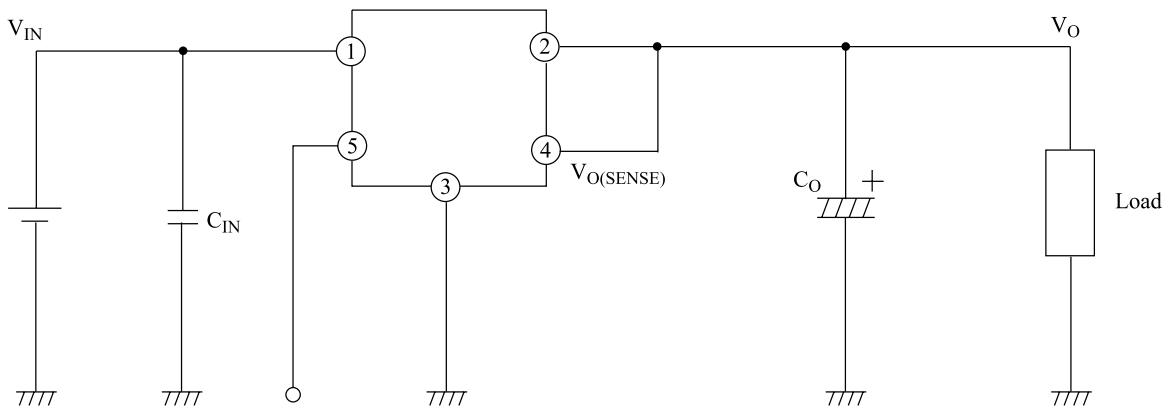 V_IN
1
2
V_O
5
4
V_O(SENSE)
3
C_IN
C_O
+
Load